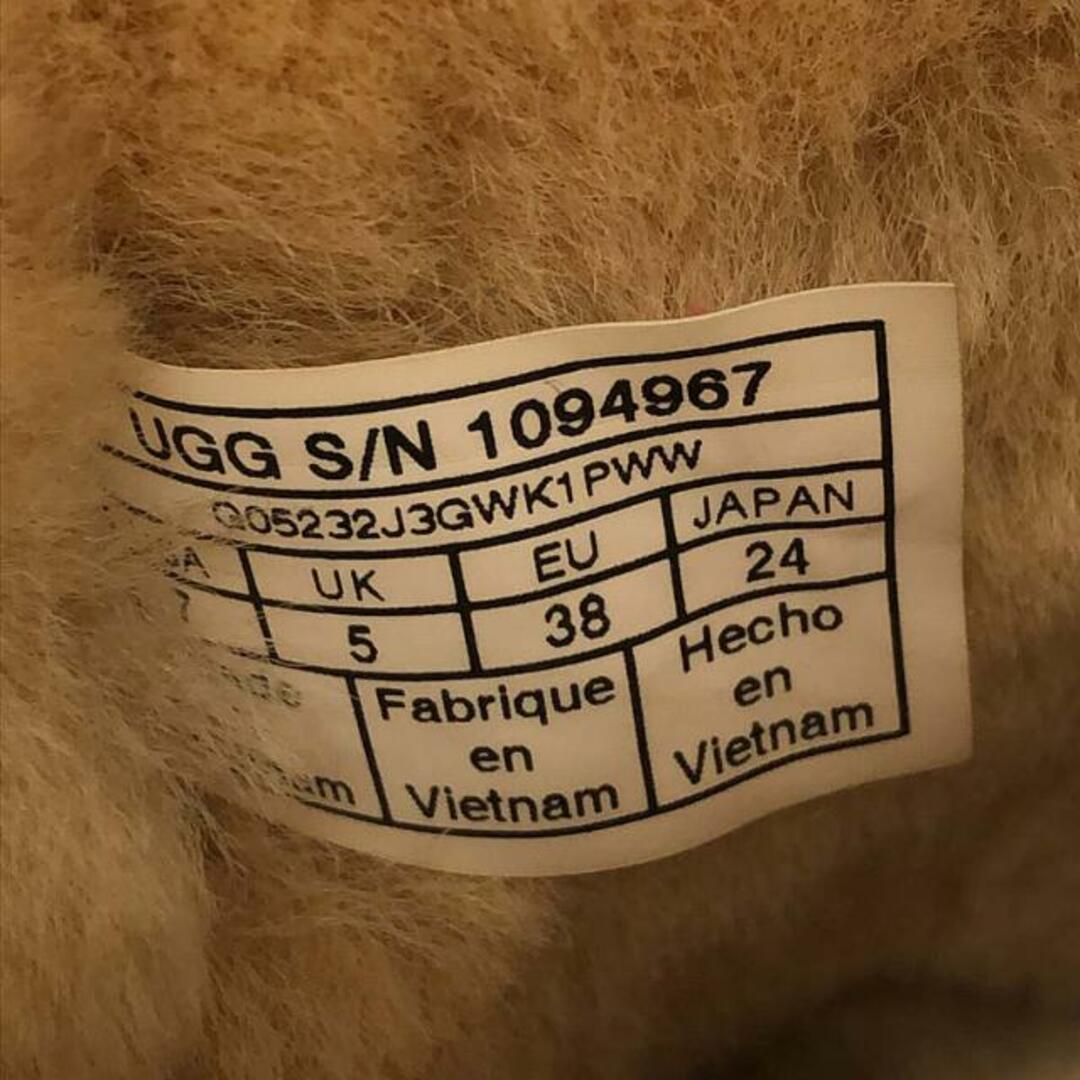 UGG S/N 1094967
Q05232J3GWK1PWW
UK EU JAPAN
7 5 38 24
Fabrique
en
Vietnam
Hecho
en
Vietnam